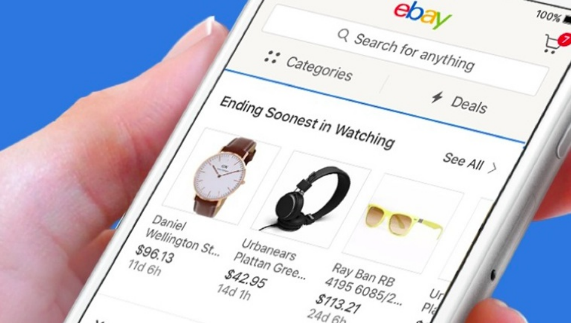 ebay
100%
7
Search for anything
Categories
Deals
Ending Soonest in Watching
See All
Daniel
Wellington St...
$96.13
11d 6h
Urbanears
Plattan Gree...
$42.95
14d 1h
Ray Ban RB
4195 6085/2...
$113.21
24d 6h
Ur
Pla